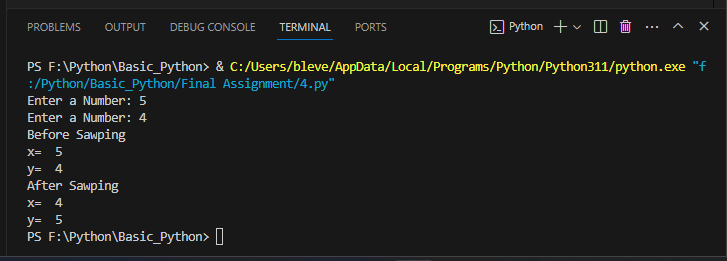 PROBLEMS OUTPUT DEBUG CONSOLE TERMINAL PORTS Python
PS F:\Python\Basic_Python> & C:/Users/bleve/AppData/Local/Programs/Python/Python311/python.exe "f
:/Python/Basic_Python/Final Assignment/4.py"
Enter a Number: 5
Enter a Number: 4
Before Sawping
x=  5
y=  4
After Sawping
x=  4
y=  5
PS F:\Python\Basic_Python>